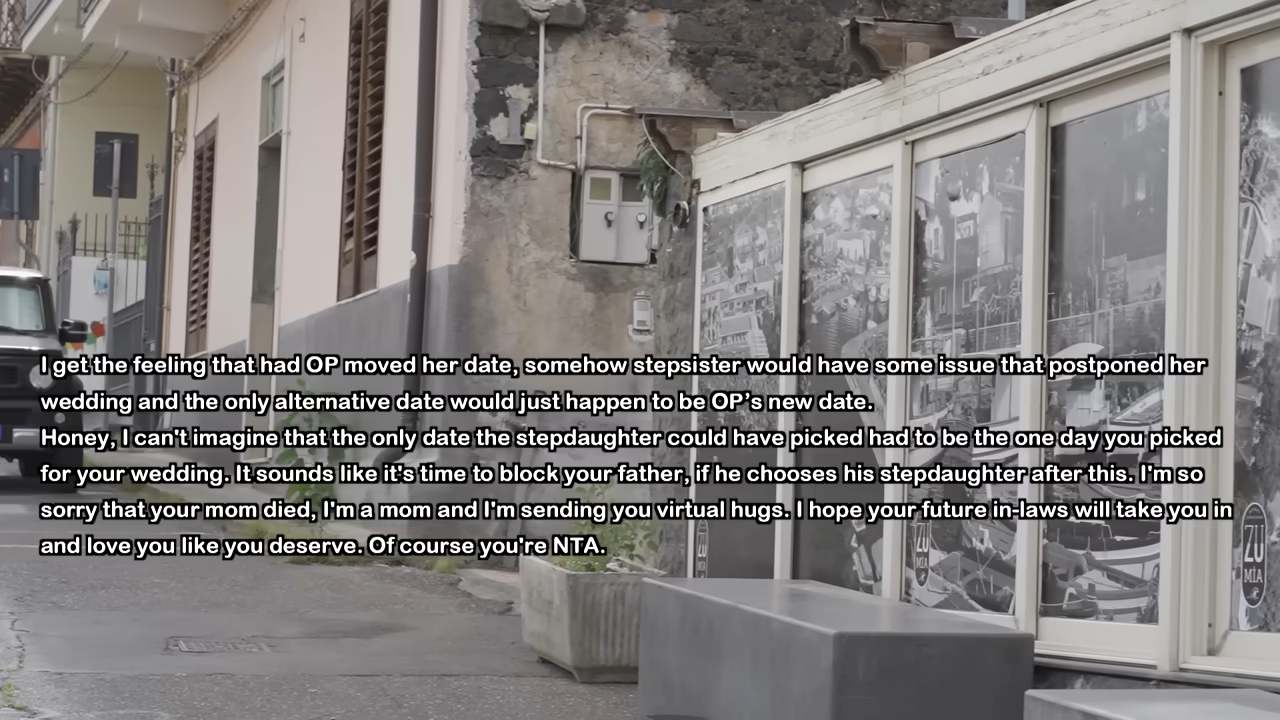 I get the feeling that had OP moved her date, somehow stepsister would have some issue that postponed her
wedding and the only alternative date would just happen to be OP’s new date.
Honey, I can't imagine that the only date the stepdaughter could have picked had to be the one day you picked
for your wedding. It sounds like it's time to block your father, if he chooses his stepdaughter after this. I'm so
sorry that your mom died, I'm a mom and I'm sending you virtual hugs. I hope your future in-laws will take you in
and love you like you deserve. Of course you're NTA.
ZU
MÌA
ZU
MÌA